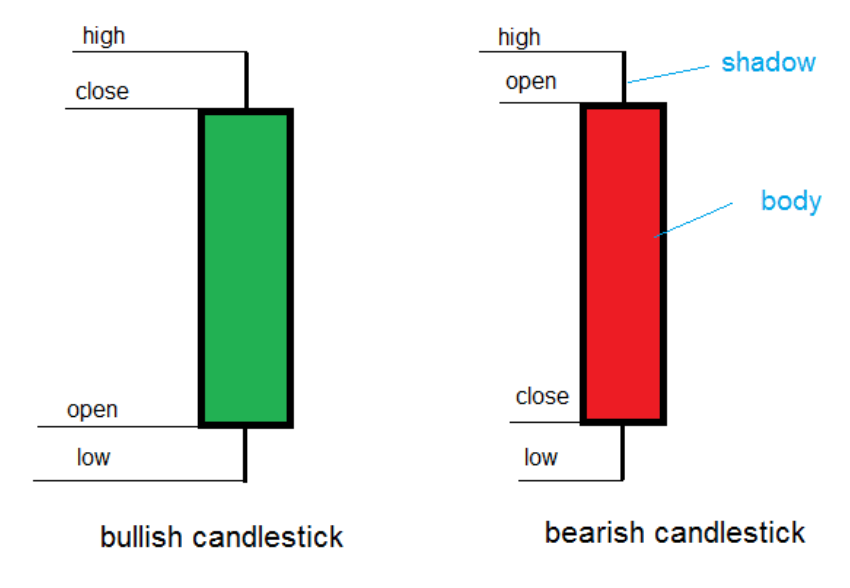 high
close
open
low
bullish candlestick
high
open
shadow
body
close
low
bearish candlestick